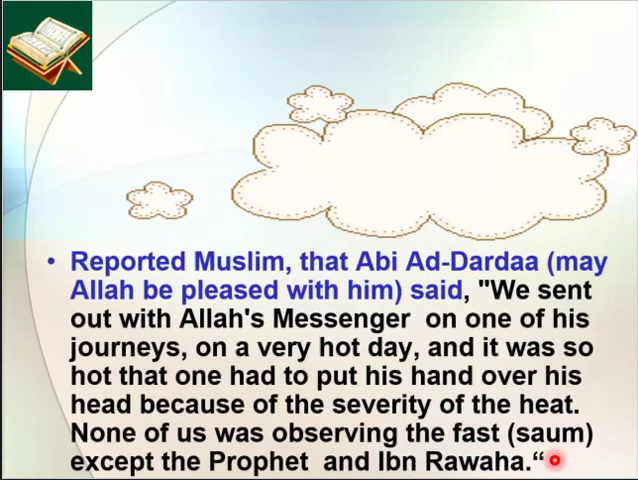 • Reported Muslim, that Abi Ad-Dardaa (may
Allah be pleased with him) said, "We sent
out with Allah's Messenger  on one of his
journeys, on a very hot day, and it was so
hot that one had to put his hand over his
head because of the severity of the heat.
None of us was observing the fast (saum)
except the Prophet  and Ibn Rawaha.“